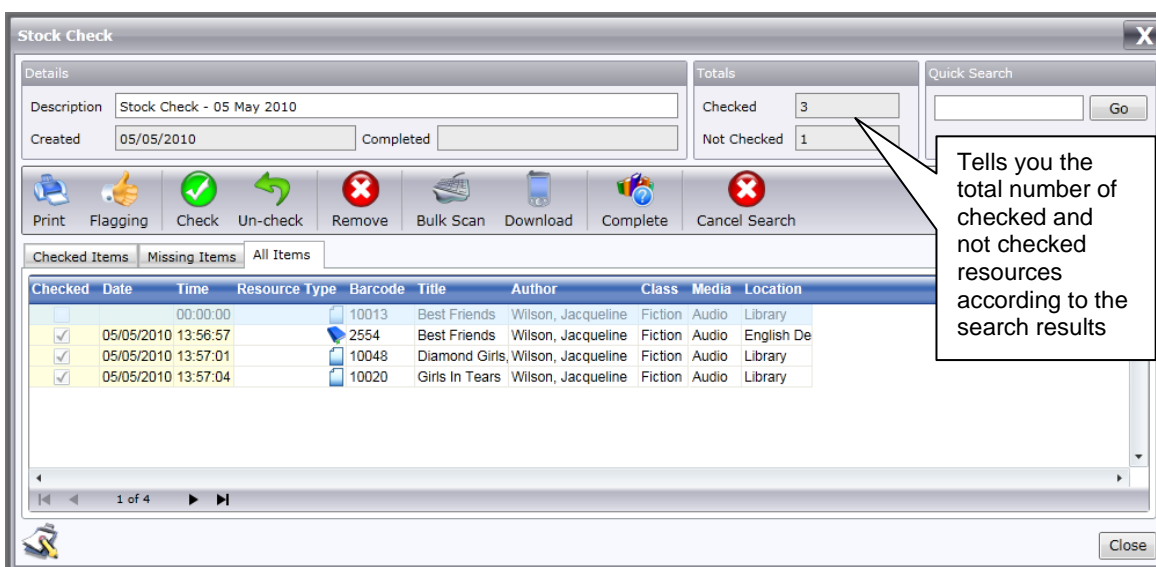 Stock Check X
Details
Totals
Quick Search
Description Stock Check - 05 May 2010
Checked 3
Go
Created 05/05/2010 Completed
Not Checked 1
Tells you the
total number of
checked and
not checked
resources
according to the
search results
Print Flagging Check Un-check Remove Bulk Scan Download Complete Cancel Search
Checked Items Missing Items All Items
Checked Date Time Resource Type Barcode Title Author Class Media Location
00:00:00 10013 Best Friends Wilson, Jacqueline Fiction Audio Library
05/05/2010 13:56:57 2554 Best Friends Wilson, Jacqueline Fiction Audio English De
05/05/2010 13:57:01 10048 Diamond Girls, Wilson, Jacqueline Fiction Audio Library
05/05/2010 13:57:04 10020 Girls In Tears Wilson, Jacqueline Fiction Audio Library
1 of 4
Close